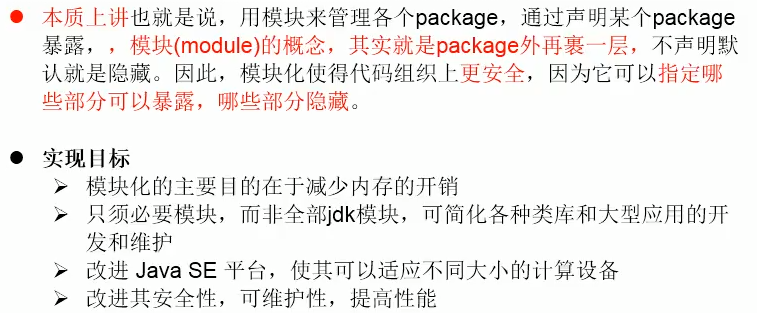 ● 本质上讲也就是说，用模块来管理各个package，通过声明某个package
暴露，，模块(module)的概念，其实就是package外再裹一层，不声明默
认就是隐藏。因此，模块化使得代码组织上更安全，因为它可以指定哪
些部分可以暴露，哪些部分隐藏。
● 实现目标
➢ 模块化的主要目的在于减少内存的开销
➢ 只须必要模块，而非全部jdk模块，可简化各种类库和大型应用的开
发和维护
➢ 改进 Java SE 平台，使其可以适应不同大小的计算设备
➢ 改进其安全性，可维护性，提高性能